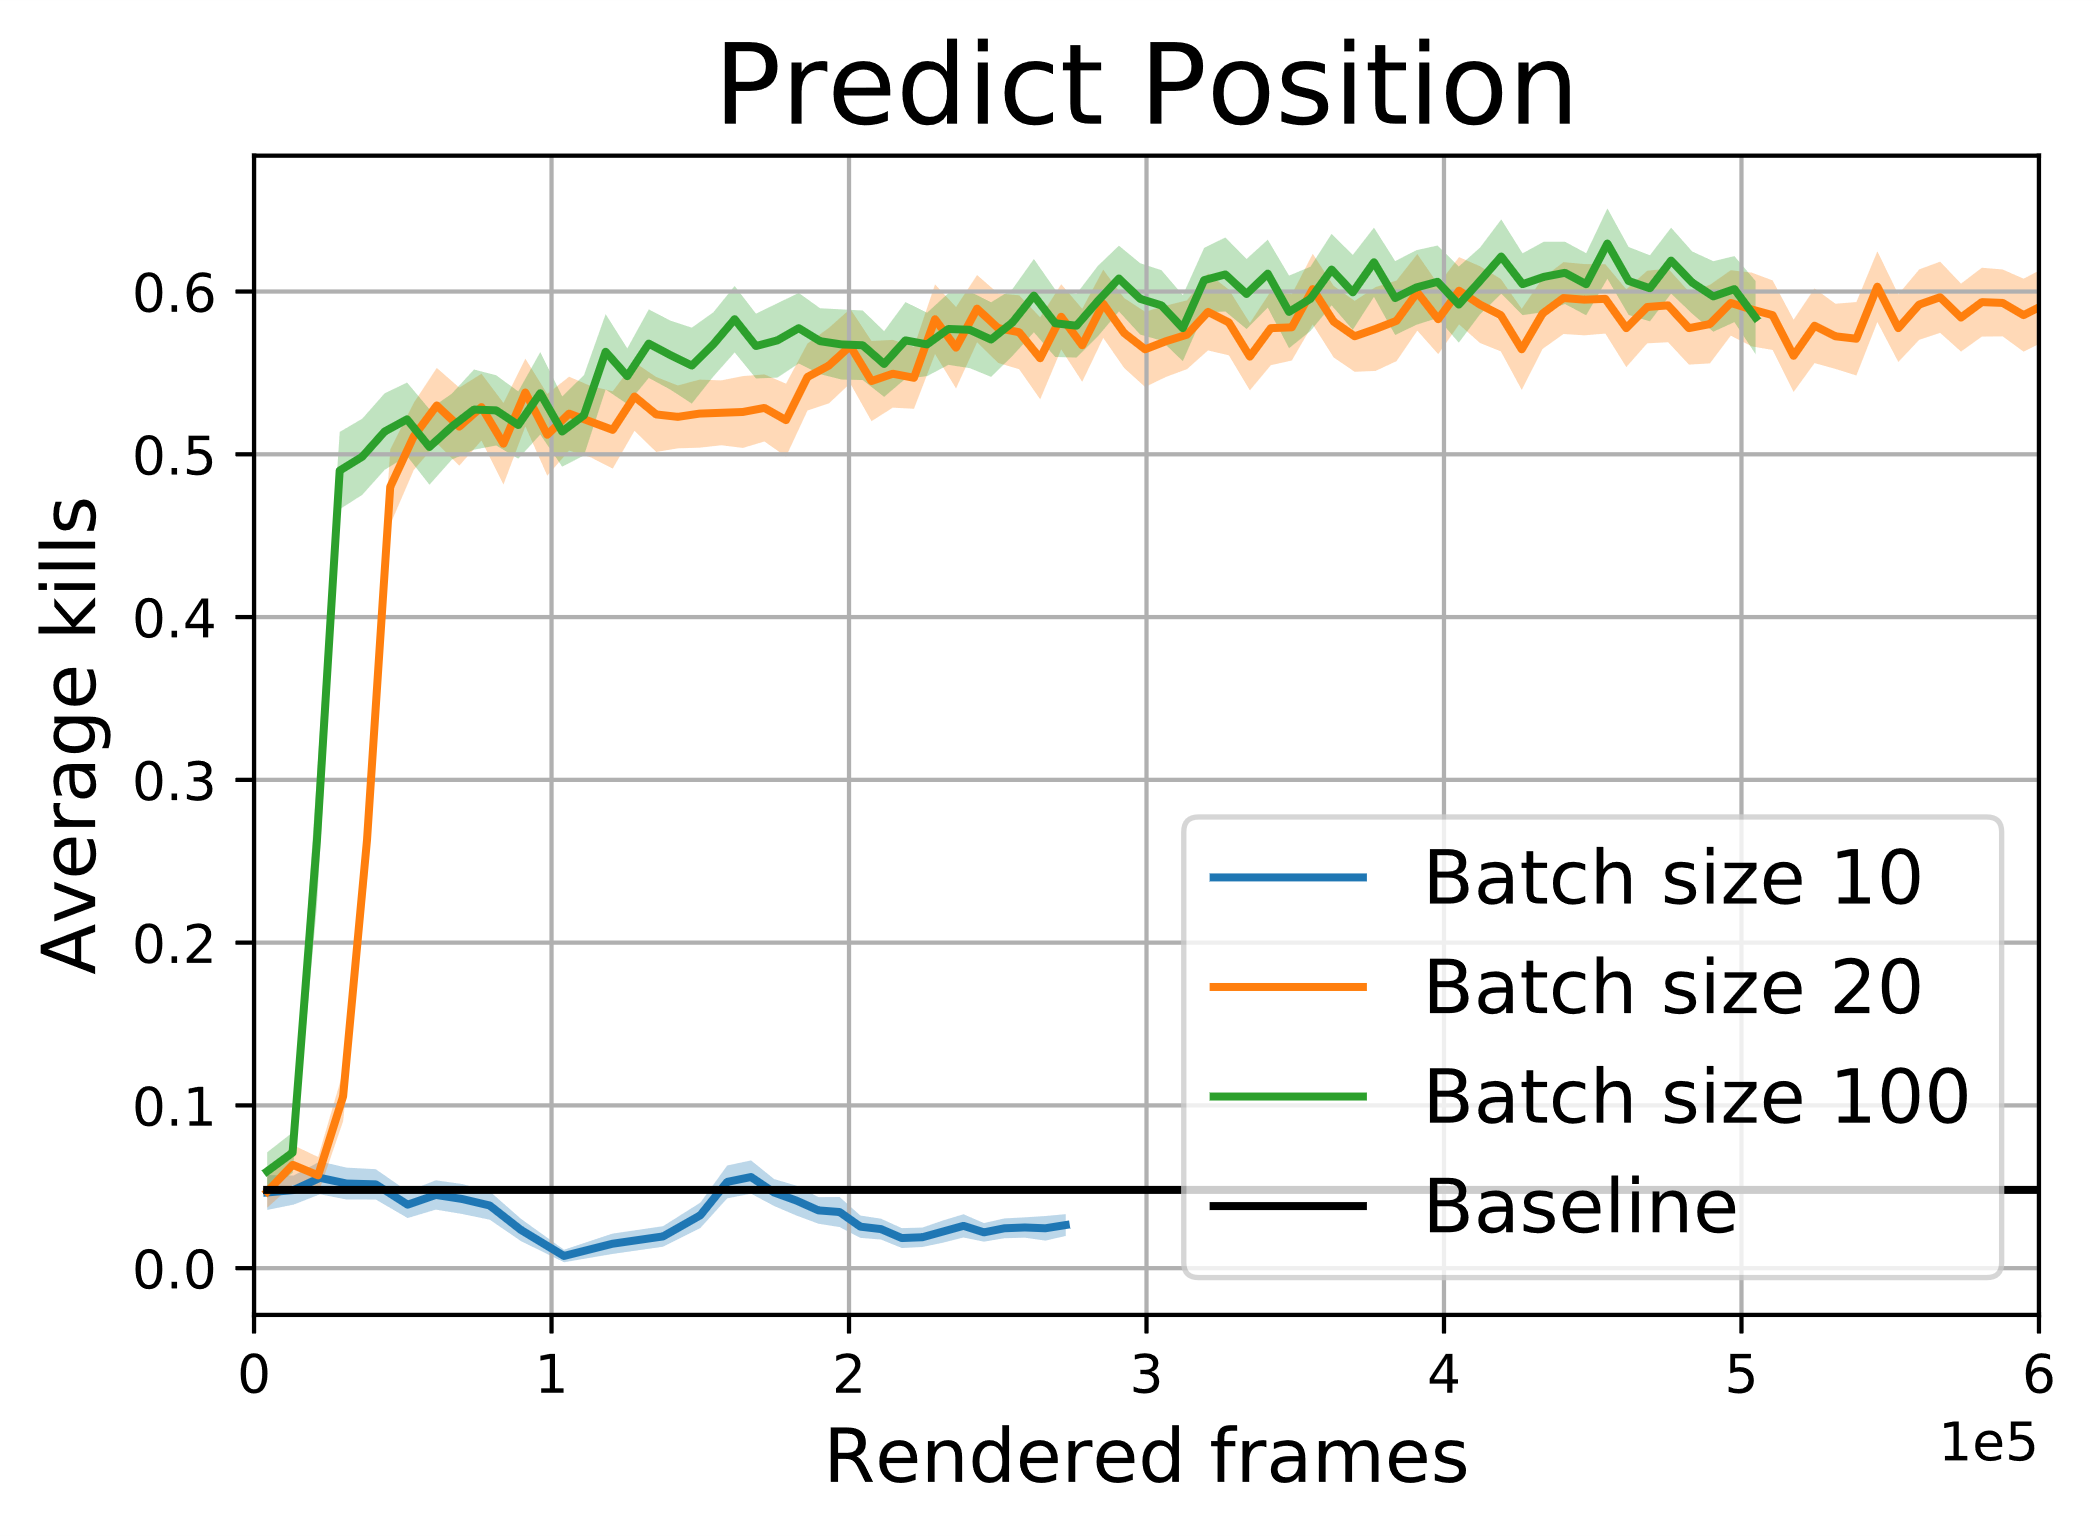 Predict Position
Average kills
0.6
0.5
0.4
0.3
0.2
0.1
0.0
Batch size 10
Batch size 20
Batch size 100
Baseline
0 1 2 3 4 5 6
1e5
Rendered frames